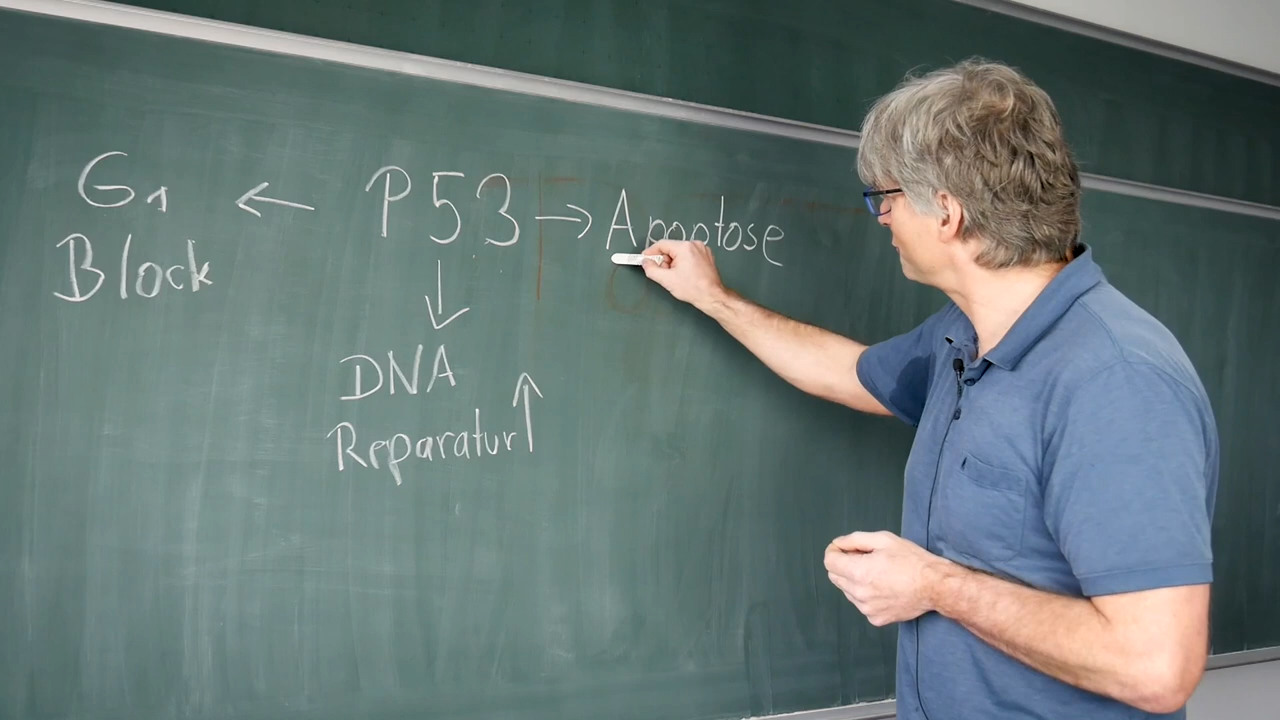 G1 ← P53 → Apoptose
Block
↓
DNA
Reparatur ↑